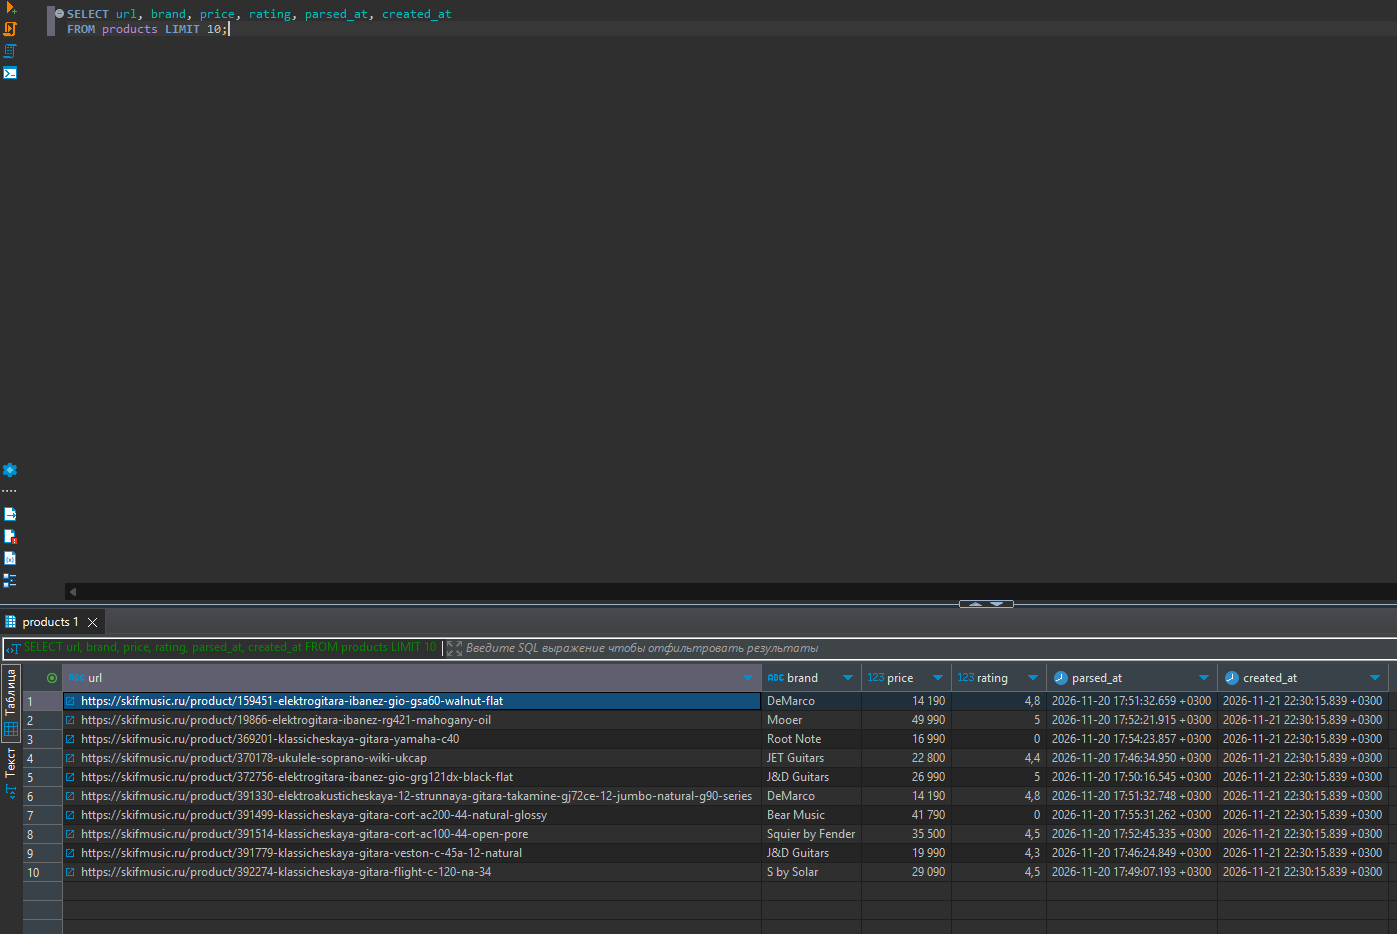 SELECT url, brand, price, rating, parsed_at, created_at
FROM products LIMIT 10;
products 1
SELECT url, brand, price, rating, parsed_at, created_at FROM products LIMIT 10
Введите SQL выражение чтобы отфильтровать результаты
Таблица
Текст
ABC url 	ABC brand 	123 price 	123 rating 	parsed_at 	created_at
1 https://skifmusic.ru/product/159451-elektrogitara-ibanez-gio-gsa60-walnut-flat DeMarco 14 190 4,8 2026-11-20 17:51:32.659 +0300 2026-11-21 22:30:15.839 +0300
2 https://skifmusic.ru/product/19866-elektrogitara-ibanez-rg421-mahogany-oil Mooer 49 990 5 2026-11-20 17:52:21.915 +0300 2026-11-21 22:30:15.839 +0300
3 https://skifmusic.ru/product/369201-klassicheskaya-gitara-yamaha-c40 Root Note 16 990 0 2026-11-20 17:54:23.857 +0300 2026-11-21 22:30:15.839 +0300
4 https://skifmusic.ru/product/370178-ukulele-soprano-wiki-ukcap JET Guitars 22 800 4,4 2026-11-20 17:46:34.950 +0300 2026-11-21 22:30:15.839 +0300
5 https://skifmusic.ru/product/372756-elektrogitara-ibanez-gio-grg121dx-black-flat J&D Guitars 26 990 5 2026-11-20 17:50:16.545 +0300 2026-11-21 22:30:15.839 +0300
6 https://skifmusic.ru/product/391330-elektroakusticheskaya-12-strunnaya-gitara-takamine-gj72ce-12-jumbo-natural-g90-series DeMarco 14 190 4,8 2026-11-20 17:51:32.748 +0300 2026-11-21 22:30:15.839 +0300
7 https://skifmusic.ru/product/391499-klassicheskaya-gitara-cort-ac200-44-natural-glossy Bear Music 41 790 0 2026-11-20 17:55:31.262 +0300 2026-11-21 22:30:15.839 +0300
8 https://skifmusic.ru/product/391514-klassicheskaya-gitara-cort-ac100-44-open-pore Squier by Fender 35 500 4,5 2026-11-20 17:52:45.335 +0300 2026-11-21 22:30:15.839 +0300
9 https://skifmusic.ru/product/391779-klassicheskaya-gitara-veston-c-45a-12-natural J&D Guitars 19 990 4,3 2026-11-20 17:46:24.849 +0300 2026-11-21 22:30:15.839 +0300
10 https://skifmusic.ru/product/392274-klassicheskaya-gitara-flight-c-120-na-34 S by Solar 29 090 4,5 2026-11-20 17:49:07.193 +0300 2026-11-21 22:30:15.839 +0300